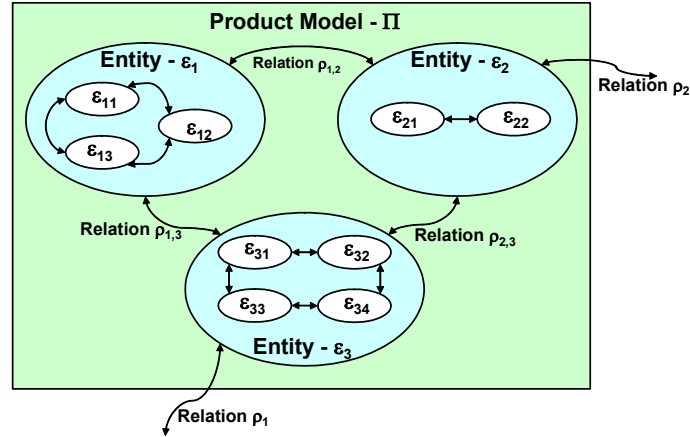 Product Model - Π
Entity - ε1
Relation ρ1,2
Entity - ε2
Relation ρ2
ε11
ε12
ε13
ε21
ε22
Relation ρ1,3
Relation ρ2,3
ε31
ε32
ε33
ε34
Entity - ε3
Relation ρ1